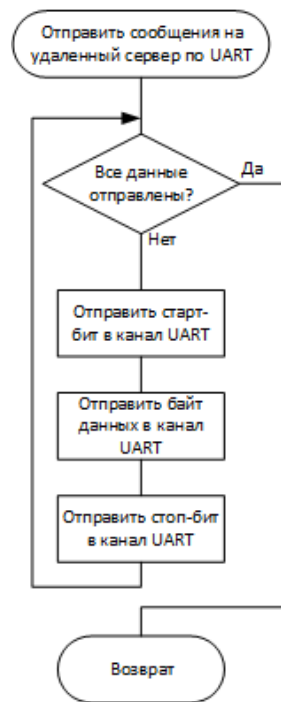 Отправить сообщения на
удаленный сервер по UART
Все данные
отправлены?
Да
Нет
Отправить старт-
бит в канал UART
Отправить байт
данных в канал
UART
Отправить стоп-бит
в канал UART
Возврат